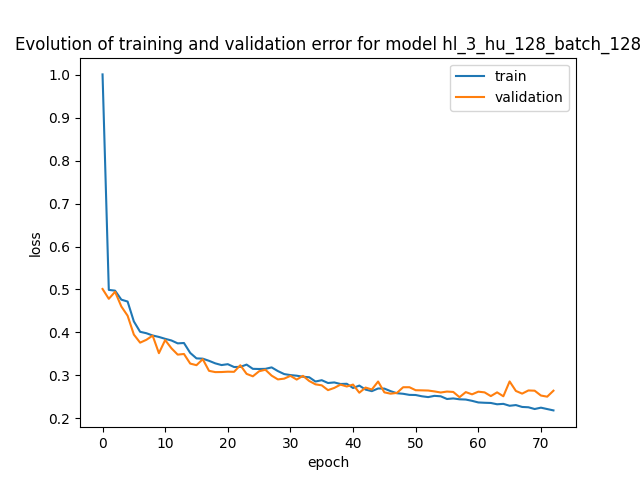 Evolution of training and validation error for model hl_3_hu_128_batch_128
train
validation
1.0
0.9
0.8
0.7
0.6
0.5
0.4
0.3
0.2
loss
0 10 20 30 40 50 60 70
epoch